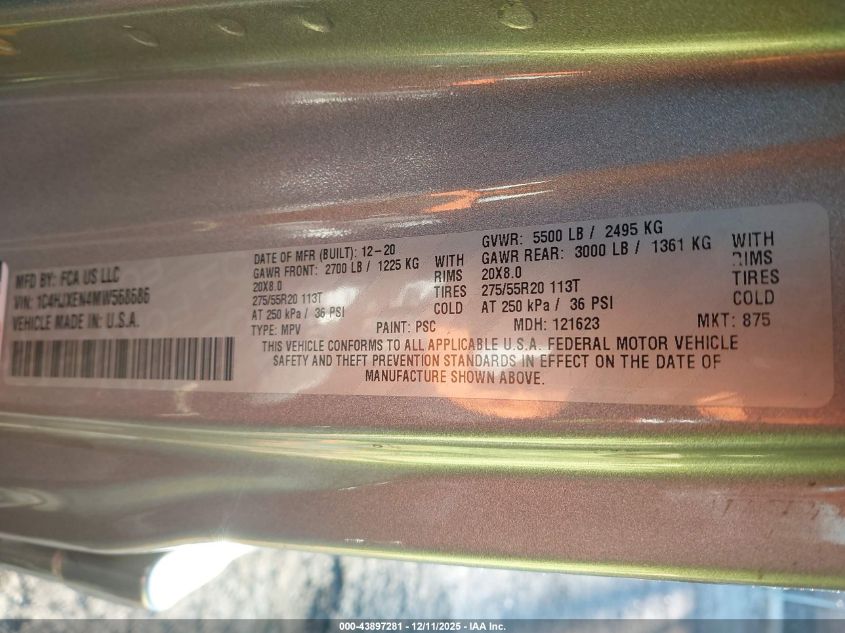 MFD BY: FCA US LLC
VIN: 1C4HJXEN4MW568686
VEHICLE MADE IN U.S.A.
DATE OF MFR (BUILT): 12-20
GAWR FRONT: 2700 LB / 1225 KG WITH
20X8.0 RIMS
275/55R20 113T TIRES
AT 250 kPa / 36 PSI COLD
GVWR: 5500 LB / 2495 KG
GAWR REAR: 3000 LB / 1361 KG WITH
20X8.0 RIMS
275/55R20 113T TIRES
AT 250 kPa / 36 PSI COLD
TYPE: MPV PAINT: PSC MDH: 121623 MKT: 875
THIS VEHICLE CONFORMS TO ALL APPLICABLE U.S.A. FEDERAL MOTOR VEHICLE
SAFETY AND THEFT PREVENTION STANDARDS IN EFFECT ON THE DATE OF
MANUFACTURE SHOWN ABOVE.
000-43897281 - 12/11/2025 - IAA Inc.